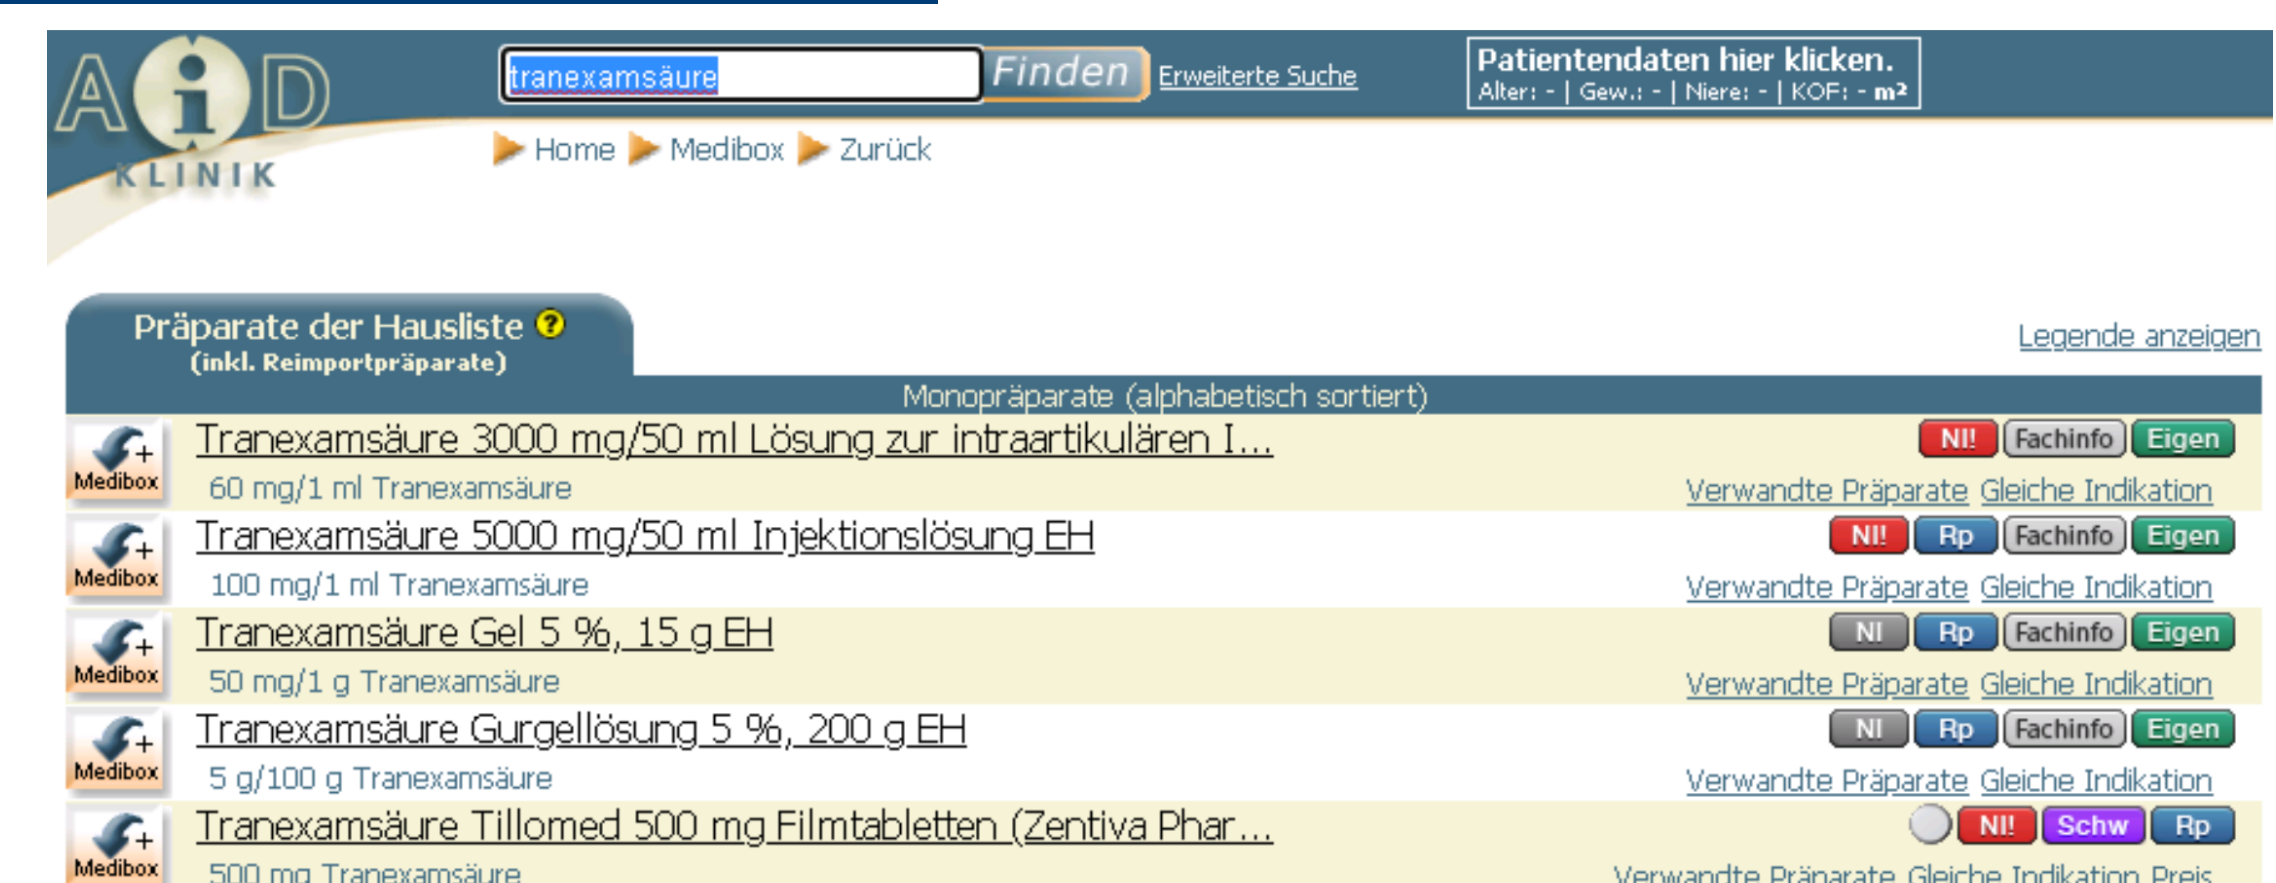 AiD
KLINIK
tranexamsäure Finden Erweiterte Suche
Patientendaten hier klicken.
Alter: - | Gew.: - | Niere: - | KOF: - m²
Home Medibox Zurück
Präparate der Hausliste ?
(inkl. Reimportpräparate)
Legende anzeigen
Monopräparate (alphabetisch sortiert)
Medibox Tranexamsäure 3000 mg/50 ml Lösung zur intraartikulären I... NI! Fachinfo Eigen
60 mg/1 ml Tranexamsäure Verwandte Präparate Gleiche Indikation
Medibox Tranexamsäure 5000 mg/50 ml Injektionslösung EH NI! Rp Fachinfo Eigen
100 mg/1 ml Tranexamsäure Verwandte Präparate Gleiche Indikation
Medibox Tranexamsäure Gel 5 %, 15 g EH NI Rp Fachinfo Eigen
50 mg/1 g Tranexamsäure Verwandte Präparate Gleiche Indikation
Medibox Tranexamsäure Gurgellösung 5 %, 200 g EH NI Rp Fachinfo Eigen
5 g/100 g Tranexamsäure Verwandte Präparate Gleiche Indikation
Medibox Tranexamsäure Tillomed 500 mg Filmtabletten (Zentiva Phar... NI! Schw Rp
500 mg Tranexamsäure Verwandte Präparate Gleiche Indikation Preis